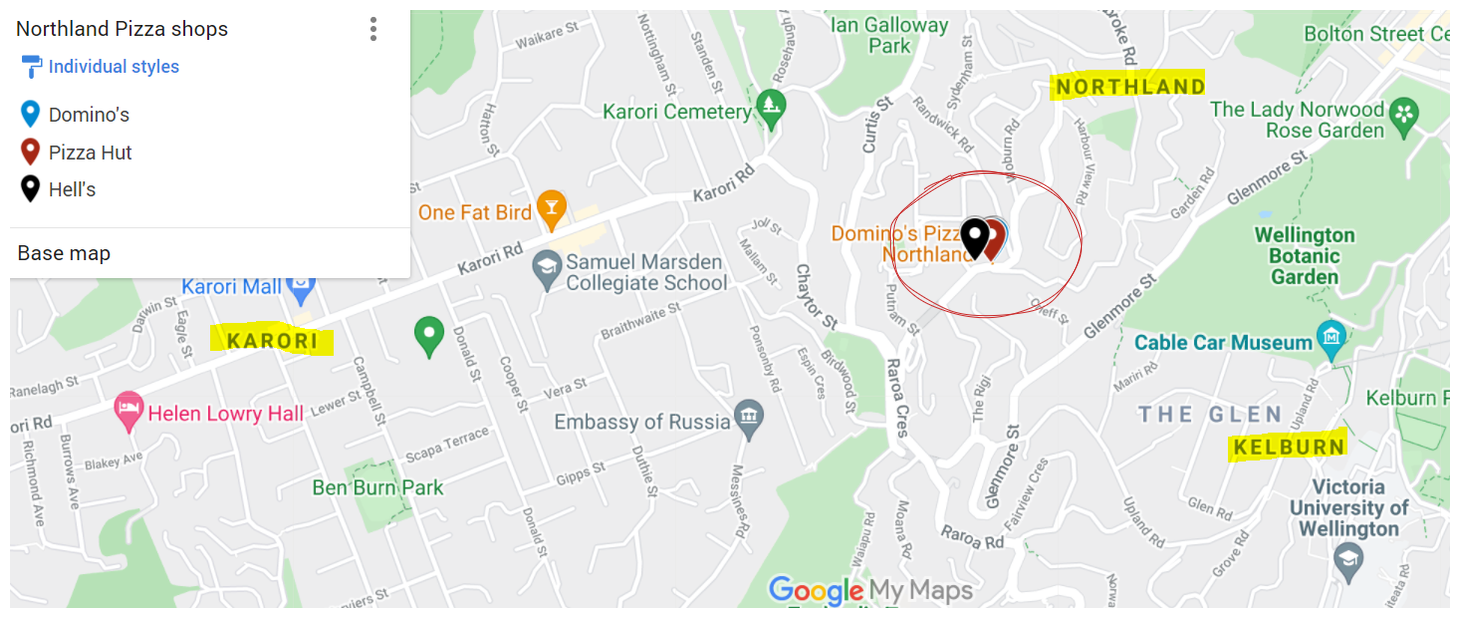 Northland Pizza shops
Individual styles
Domino's
Pizza Hut
Hell's
Base map
Waikare St
Nottingham St
Standen St
Rosehaugh
Ian Galloway
Park
Sydenham St
Bolton Street Ce
NORTHLAND
Karori Cemetery
Curtis St
Randwick Rd
Woburn Rd
Harbour View Rd
The Lady Norwood
Rose Garden
Hatton St
Karori Rd
Glenmore St
Garden Rd
One Fat Bird
Joll St
Domino's Pizz
Northland
Wellington
Botanic
Garden
Karori Rd
Samuel Marsden
Collegiate School
Mallam St
Chaytor St
Karori Mall
Darwin St
Eagle St
Braithwaite St
Putnam St
Glenmore St
KARORI
Donald St
Cooper St
Ponsonby Rd
Espin Cres
Birdwood St
Cable Car Museum
Ranelagh St
Campbell St
Vera St
Raroa Cres
The Rigi
Mariri Rd
Helen Lowry Hall
Lewer St
Embassy of Russia
THE GLEN
Upland Rd
Kelburn P
ori Rd
Richmond Ave
Burrows Ave
Blakey Ave
Scapa Terrace
Gipps St
Duthie St
Messines Rd
Glenmore St
KELBURN
Ben Burn Park
Fairview Cres
Victoria
University of
Wellington
Donald St
Waiapu Rd
Moana Rd
Raroa Rd
Upland Rd
Glen Rd
Grove Rd
Google My Maps